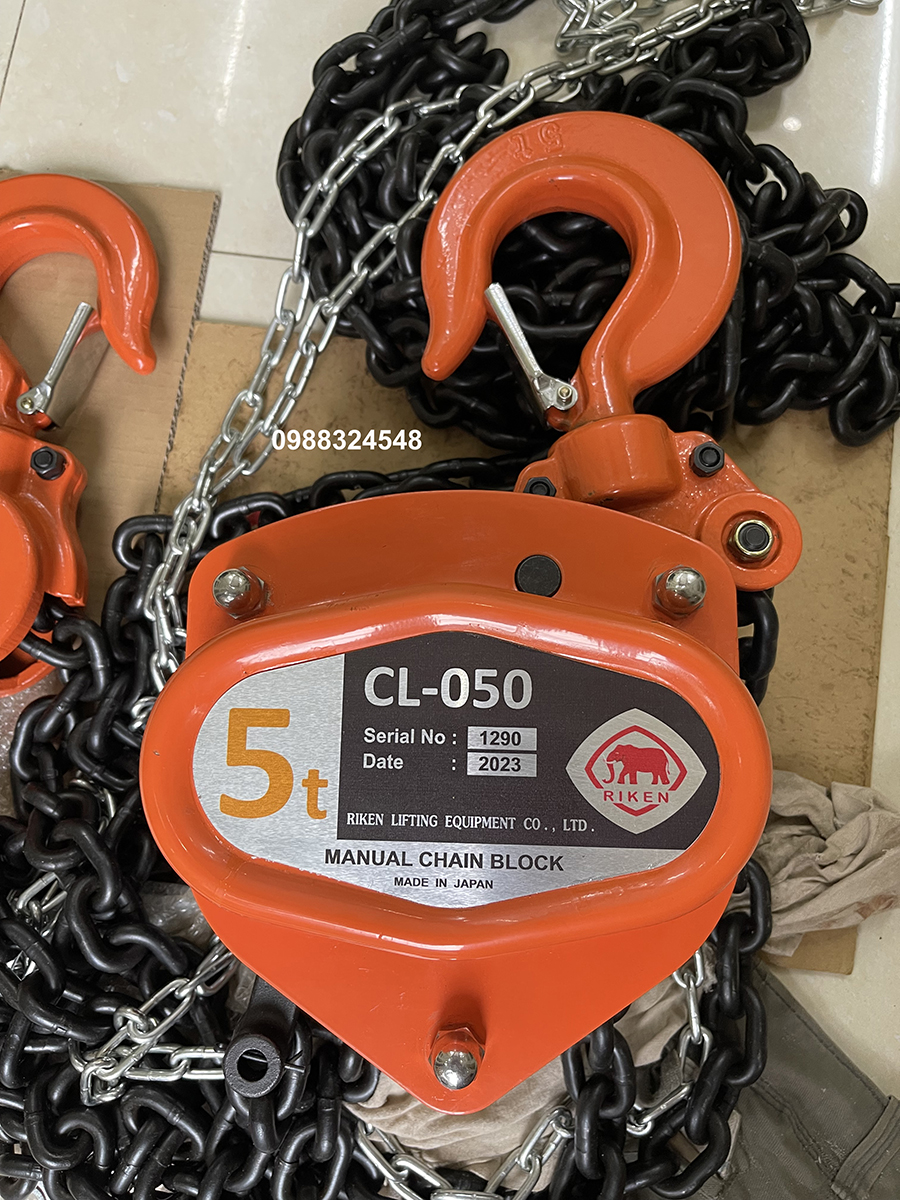 0988324548
CL-050
5t
Serial No : 1290
Date : 2023
RIKEN
RIKEN LIFTING EQUIPMENT CO., LTD.
MANUAL CHAIN BLOCK
MADE IN JAPAN